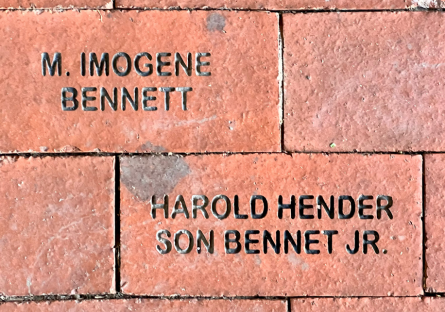 M. IMOGENE
BENNETT
HAROLD HENDER
SON BENNET JR.